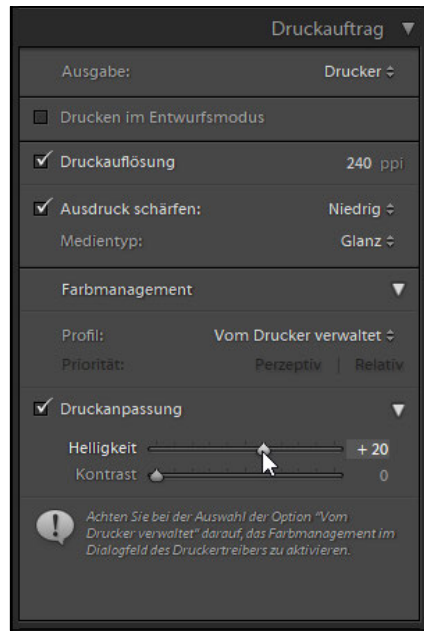 Druckauftrag
Ausgabe: Drucker
Drucken im Entwurfsmodus
Druckauflösung 240 ppi
Ausdruck schärfen: Niedrig
Medientyp: Glanz
Farbmanagement
Profil: Vom Drucker verwaltet
Priorität: Perzeptiv | Relativ
Druckanpassung
Helligkeit + 20
Kontrast 0
Achten Sie bei der Auswahl der Option "Vom
Drucker verwaltet" darauf, das Farbmanagement im
Dialogfeld des Druckertreibers zu aktivieren.